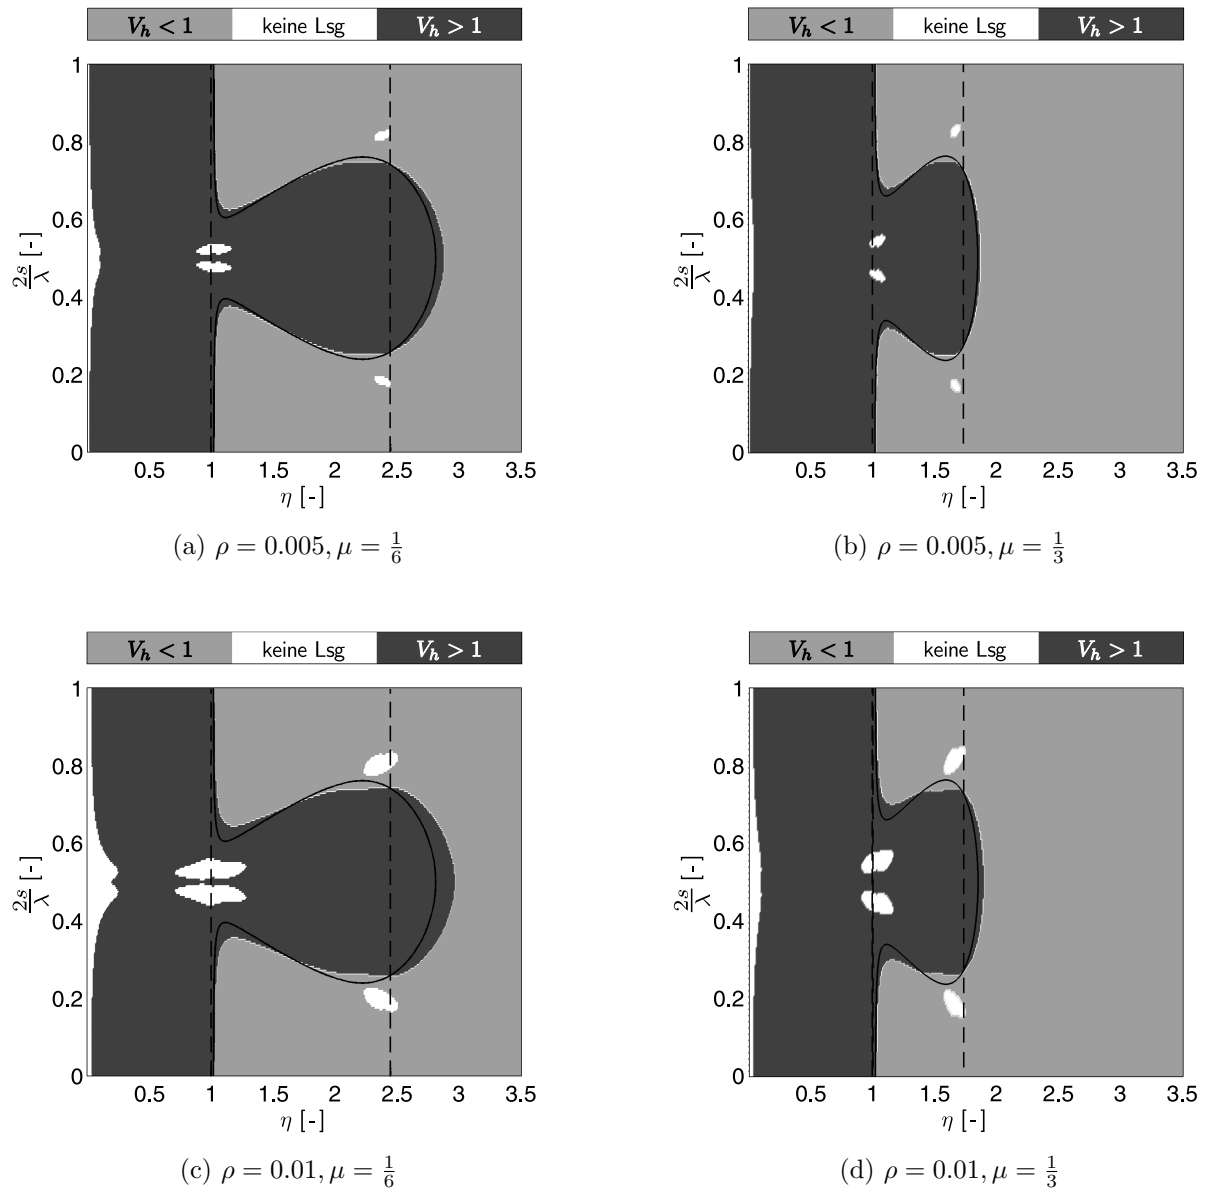 V_h < 1 keine Lsg V_h > 1
V_h < 1 keine Lsg V_h > 1
1
0.8
0.6
0.4
0.2
0
2s/λ [-]
0.5 1 1.5 2 2.5 3 3.5
η [-]
1
0.8
0.6
0.4
0.2
0
2s/λ [-]
0.5 1 1.5 2 2.5 3 3.5
η [-]
(a) ρ = 0.005, μ = 1/6
(b) ρ = 0.005, μ = 1/3
V_h < 1 keine Lsg V_h > 1
V_h < 1 keine Lsg V_h > 1
1
0.8
0.6
0.4
0.2
0
2s/λ [-]
0.5 1 1.5 2 2.5 3 3.5
η [-]
1
0.8
0.6
0.4
0.2
0
2s/λ [-]
0.5 1 1.5 2 2.5 3 3.5
η [-]
(c) ρ = 0.01, μ = 1/6
(d) ρ = 0.01, μ = 1/3